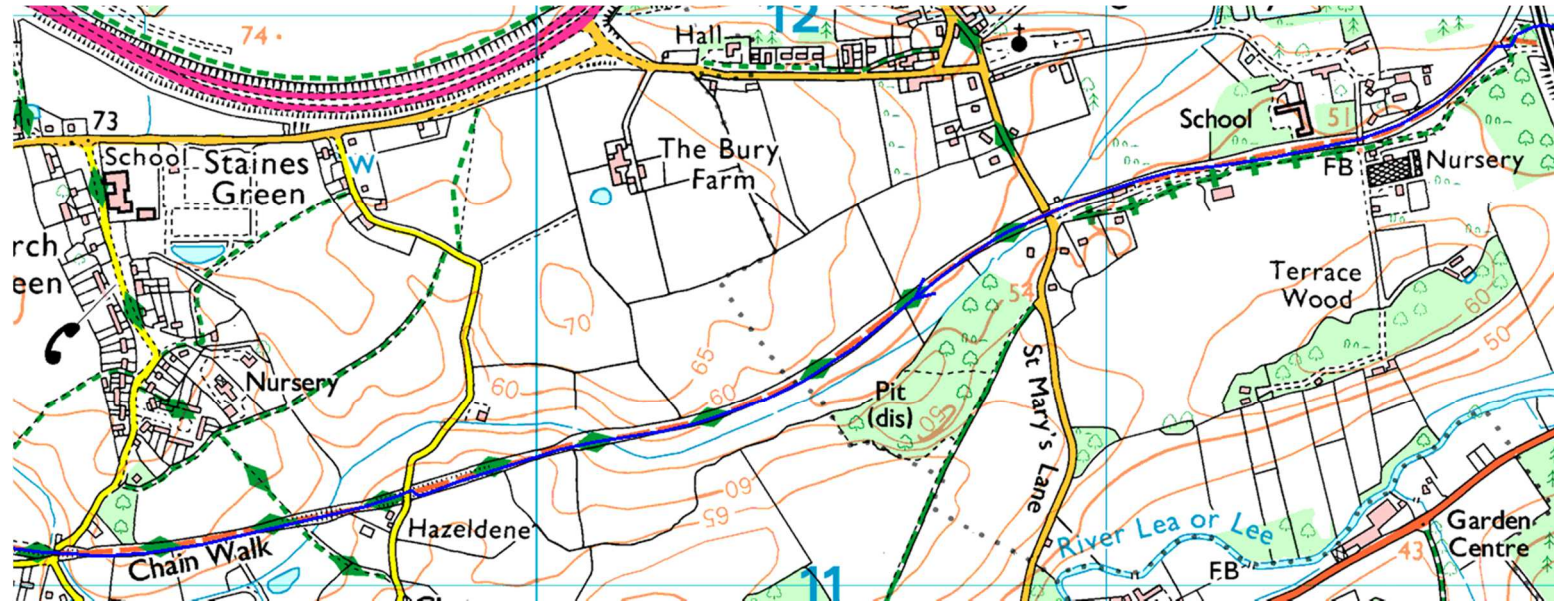 12
74
Hall
73
School
Staines
Green
W
The Bury
Farm
School
51
FB
Nursery
rch
een
Terrace
Wood
60
50
54
70
65
60
60
Nursery
Pit
(dis)
50
St Mary's Lane
60
65
Hazeldene
Chain Walk
River Lea or Lee
FB
Garden
Centre
43
11